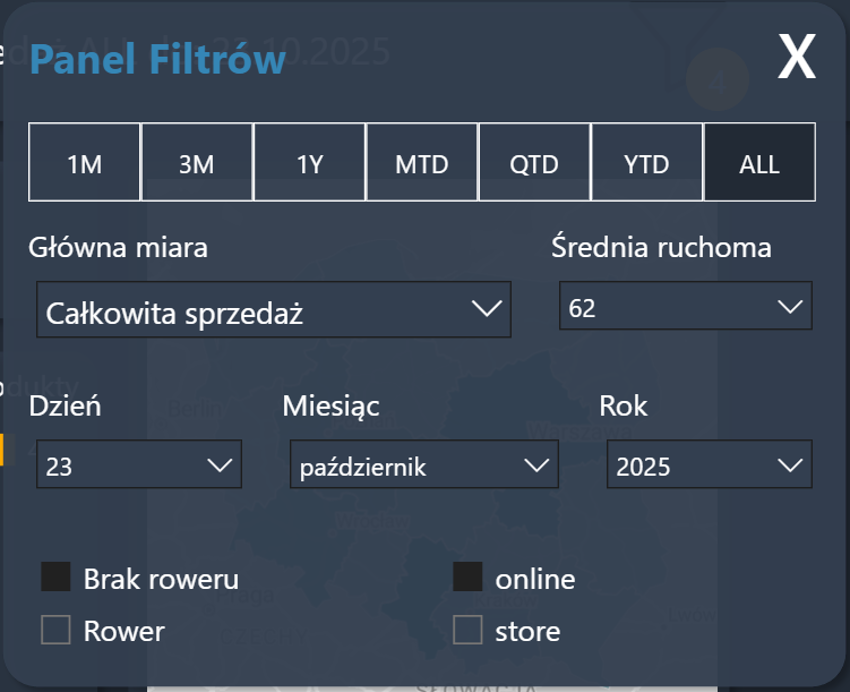 Panel Filtrów
X
1M 3M 1Y MTD QTD YTD ALL
Główna miara Średnia ruchoma
Całkowita sprzedaż 62
Dzień Miesiąc Rok
23 październik 2025
Brak roweru online
Rower store